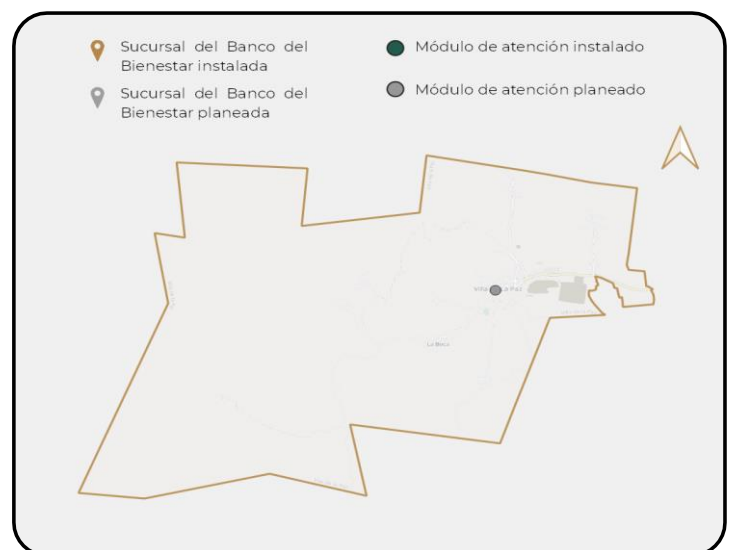 Sucursal del Banco del
Bienestar instalada
Sucursal del Banco del
Bienestar planeada
Módulo de atención instalado
Módulo de atención planeado
La Boca